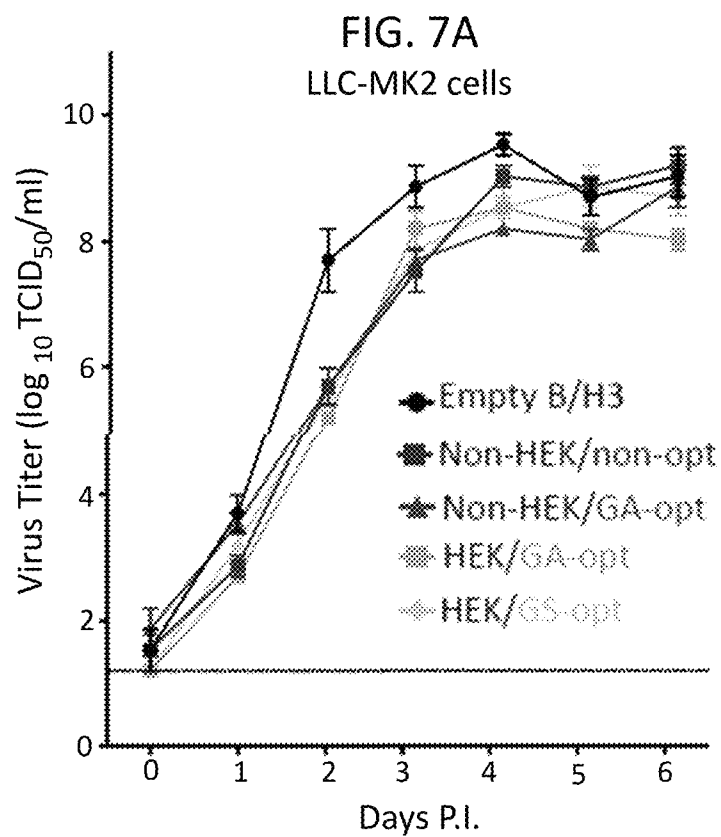 FIG. 7A
LLC-MK2 cells
Virus Titer (log 10 TCID50/ml)
10
8
6
4
2
0
Empty B/H3
Non-HEK/non-opt
Non-HEK/GA-opt
HEK/GA-opt
HEK/GS-opt
0 1 2 3 4 5 6
Days P.I.